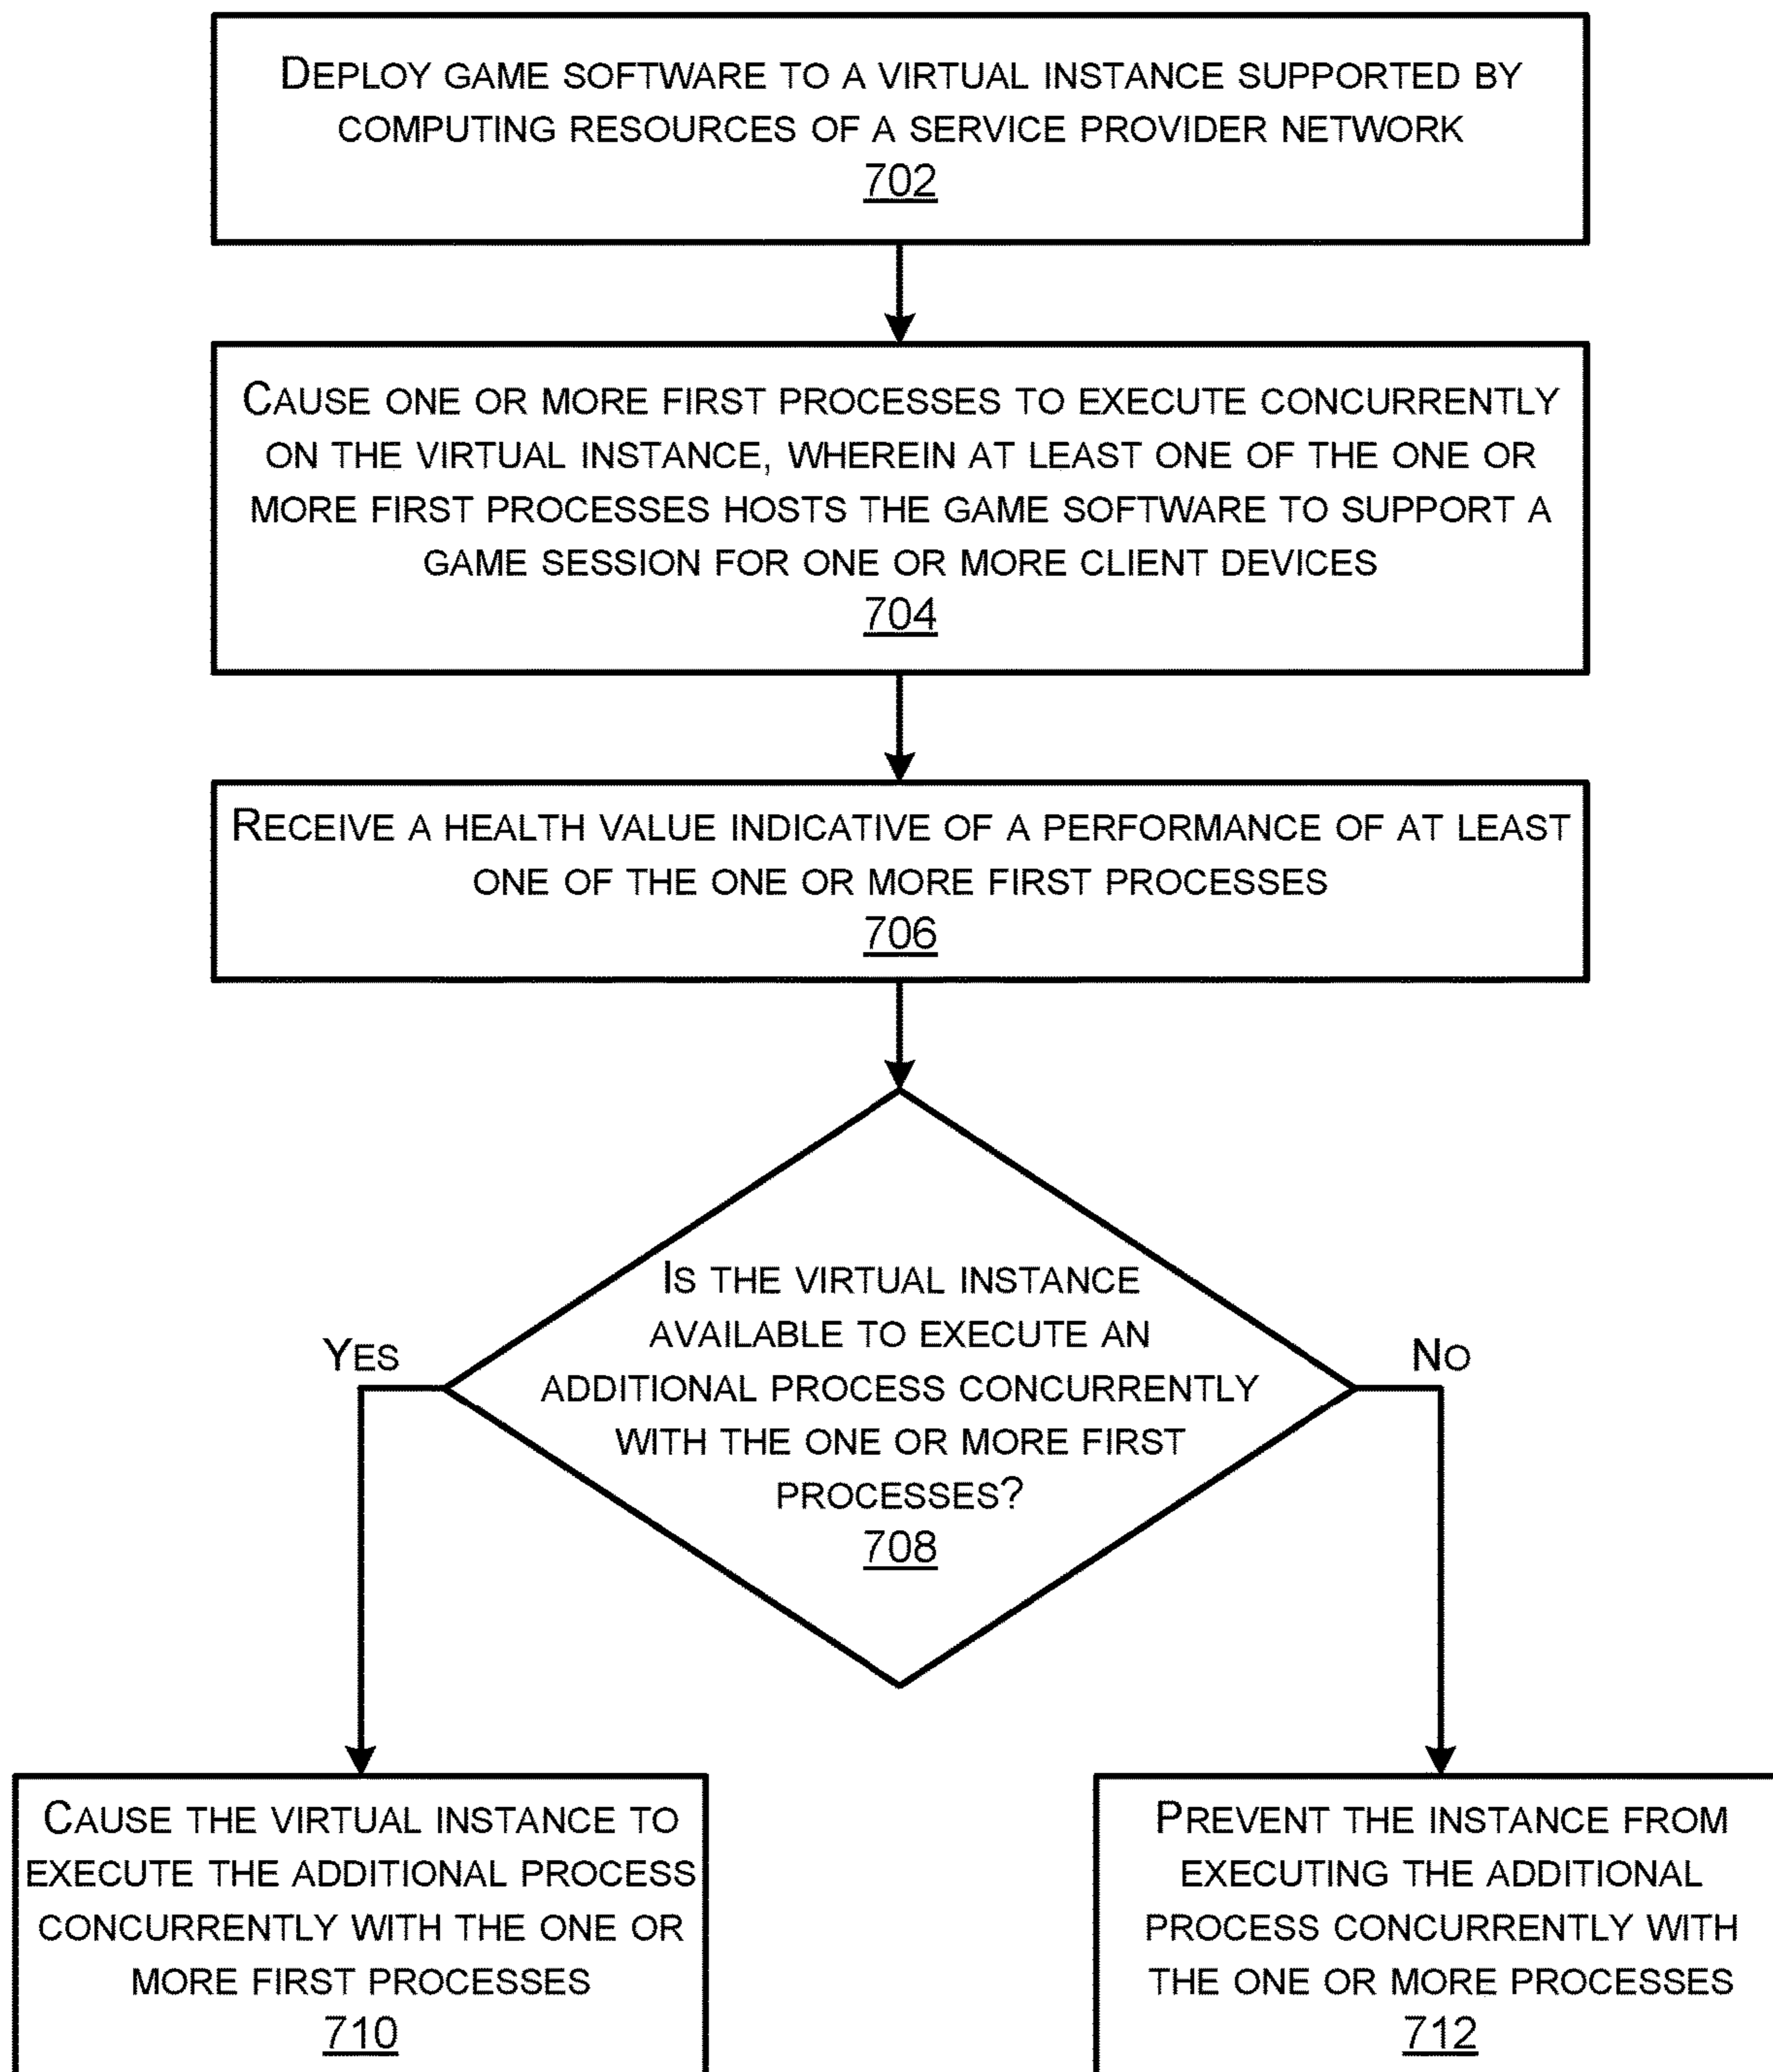 DEPLOY GAME SOFTWARE TO A VIRTUAL INSTANCE SUPPORTED BY
COMPUTING RESOURCES OF A SERVICE PROVIDER NETWORK
702
CAUSE ONE OR MORE FIRST PROCESSES TO EXECUTE CONCURRENTLY
ON THE VIRTUAL INSTANCE, WHEREIN AT LEAST ONE OF THE ONE OR
MORE FIRST PROCESSES HOSTS THE GAME SOFTWARE TO SUPPORT A
GAME SESSION FOR ONE OR MORE CLIENT DEVICES
704
RECEIVE A HEALTH VALUE INDICATIVE OF A PERFORMANCE OF AT LEAST
ONE OF THE ONE OR MORE FIRST PROCESSES
706
IS THE VIRTUAL INSTANCE
AVAILABLE TO EXECUTE AN
ADDITIONAL PROCESS CONCURRENTLY
WITH THE ONE OR MORE FIRST
PROCESSES?
708
YES
NO
CAUSE THE VIRTUAL INSTANCE TO
EXECUTE THE ADDITIONAL PROCESS
CONCURRENTLY WITH THE ONE OR
MORE FIRST PROCESSES
710
PREVENT THE INSTANCE FROM
EXECUTING THE ADDITIONAL
PROCESS CONCURRENTLY WITH
THE ONE OR MORE PROCESSES
712